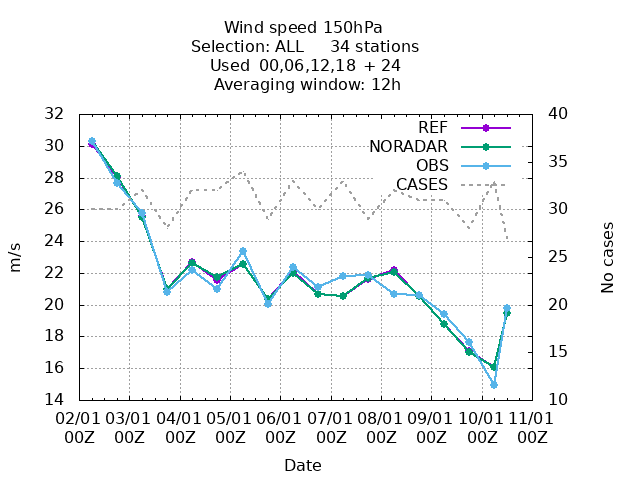 Wind speed 150hPa
Selection: ALL 34 stations
Used 00,06,12,18 + 24
Averaging window: 12h
32 40
30 35
28
26 30
24 25
22
20 20
18 15
16
14 10
REF
NORADAR
OBS
CASES
m/s
No cases
02/01 03/01 04/01 05/01 06/01 07/01 08/01 09/01 10/01 11/01
00Z 00Z 00Z 00Z 00Z 00Z 00Z 00Z 00Z 00Z
Date